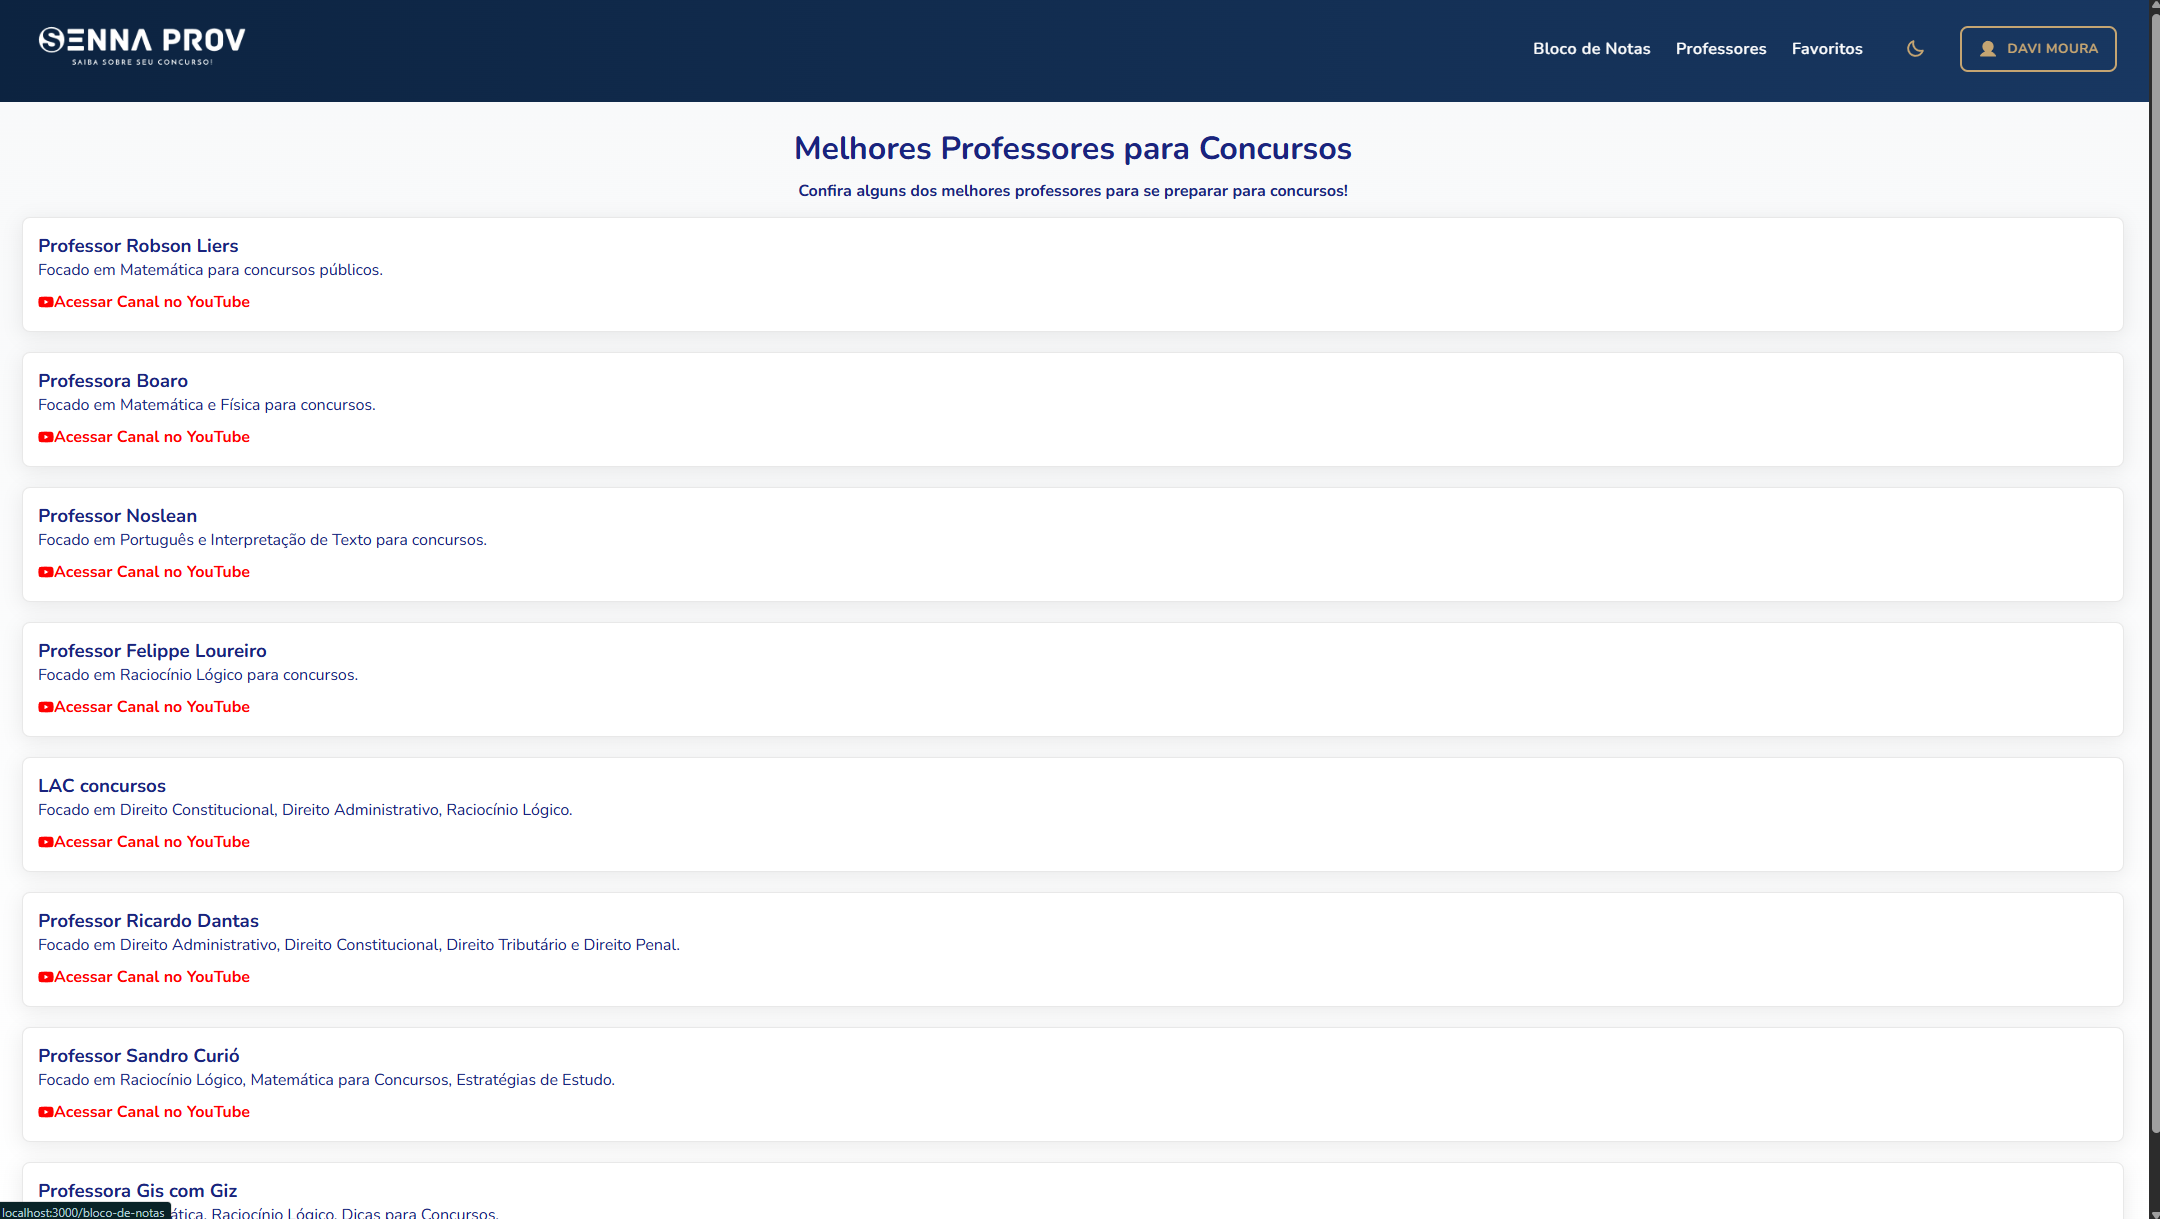 SENNA PROV
SAIBA SOBRE SEU CONCURSO!
Bloco de Notas
Professores
Favoritos
DAVI MOURA
Melhores Professores para Concursos
Confira alguns dos melhores professores para se preparar para concursos!
Professor Robson Liers
Focado em Matemática para concursos públicos.
Acessar Canal no YouTube
Professora Boaro
Focado em Matemática e Física para concursos.
Acessar Canal no YouTube
Professor Noslean
Focado em Português e Interpretação de Texto para concursos.
Acessar Canal no YouTube
Professor Felippe Loureiro
Focado em Raciocínio Lógico para concursos.
Acessar Canal no YouTube
LAC concursos
Focado em Direito Constitucional, Direito Administrativo, Raciocínio Lógico.
Acessar Canal no YouTube
Professor Ricardo Dantas
Focado em Direito Administrativo, Direito Constitucional, Direito Tributário e Direito Penal.
Acessar Canal no YouTube
Professor Sandro Curió
Focado em Raciocínio Lógico, Matemática para Concursos, Estratégias de Estudo.
Acessar Canal no YouTube
Professora Gis com Giz
ática, Raciocínio Lógico, Dicas para Concursos.
localhost:3000/bloco-de-notas